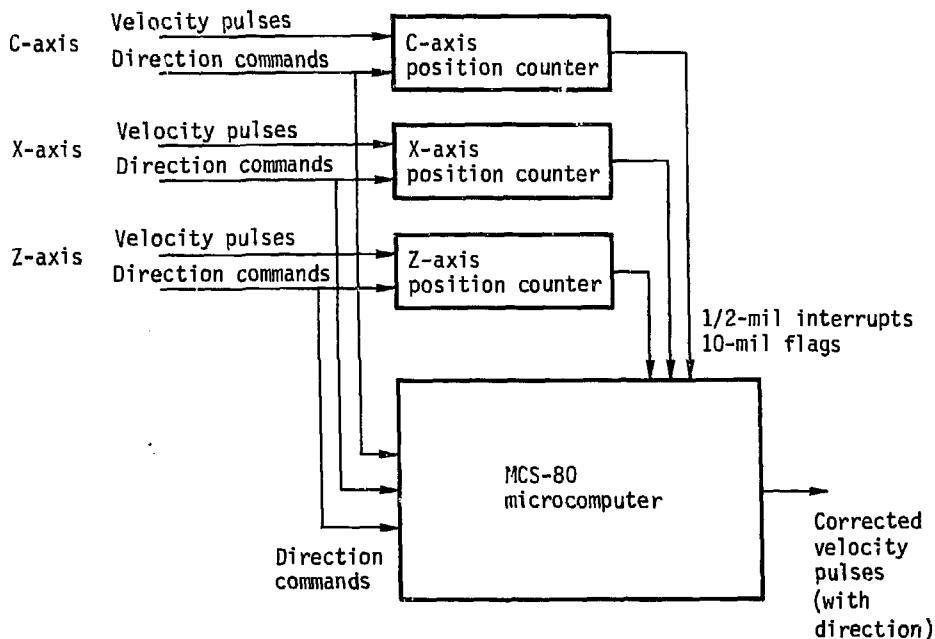 C-axis
Velocity pulses
Direction commands
C-axis
position counter
X-axis
Velocity pulses
Direction commands
X-axis
position counter
Z-axis
Velocity pulses
Direction commands
Z-axis
position counter
1/2-mil interrupts
10-mil flags
MCS-80
microcomputer
Direction
commands
Corrected
velocity
pulses
(with
direction)